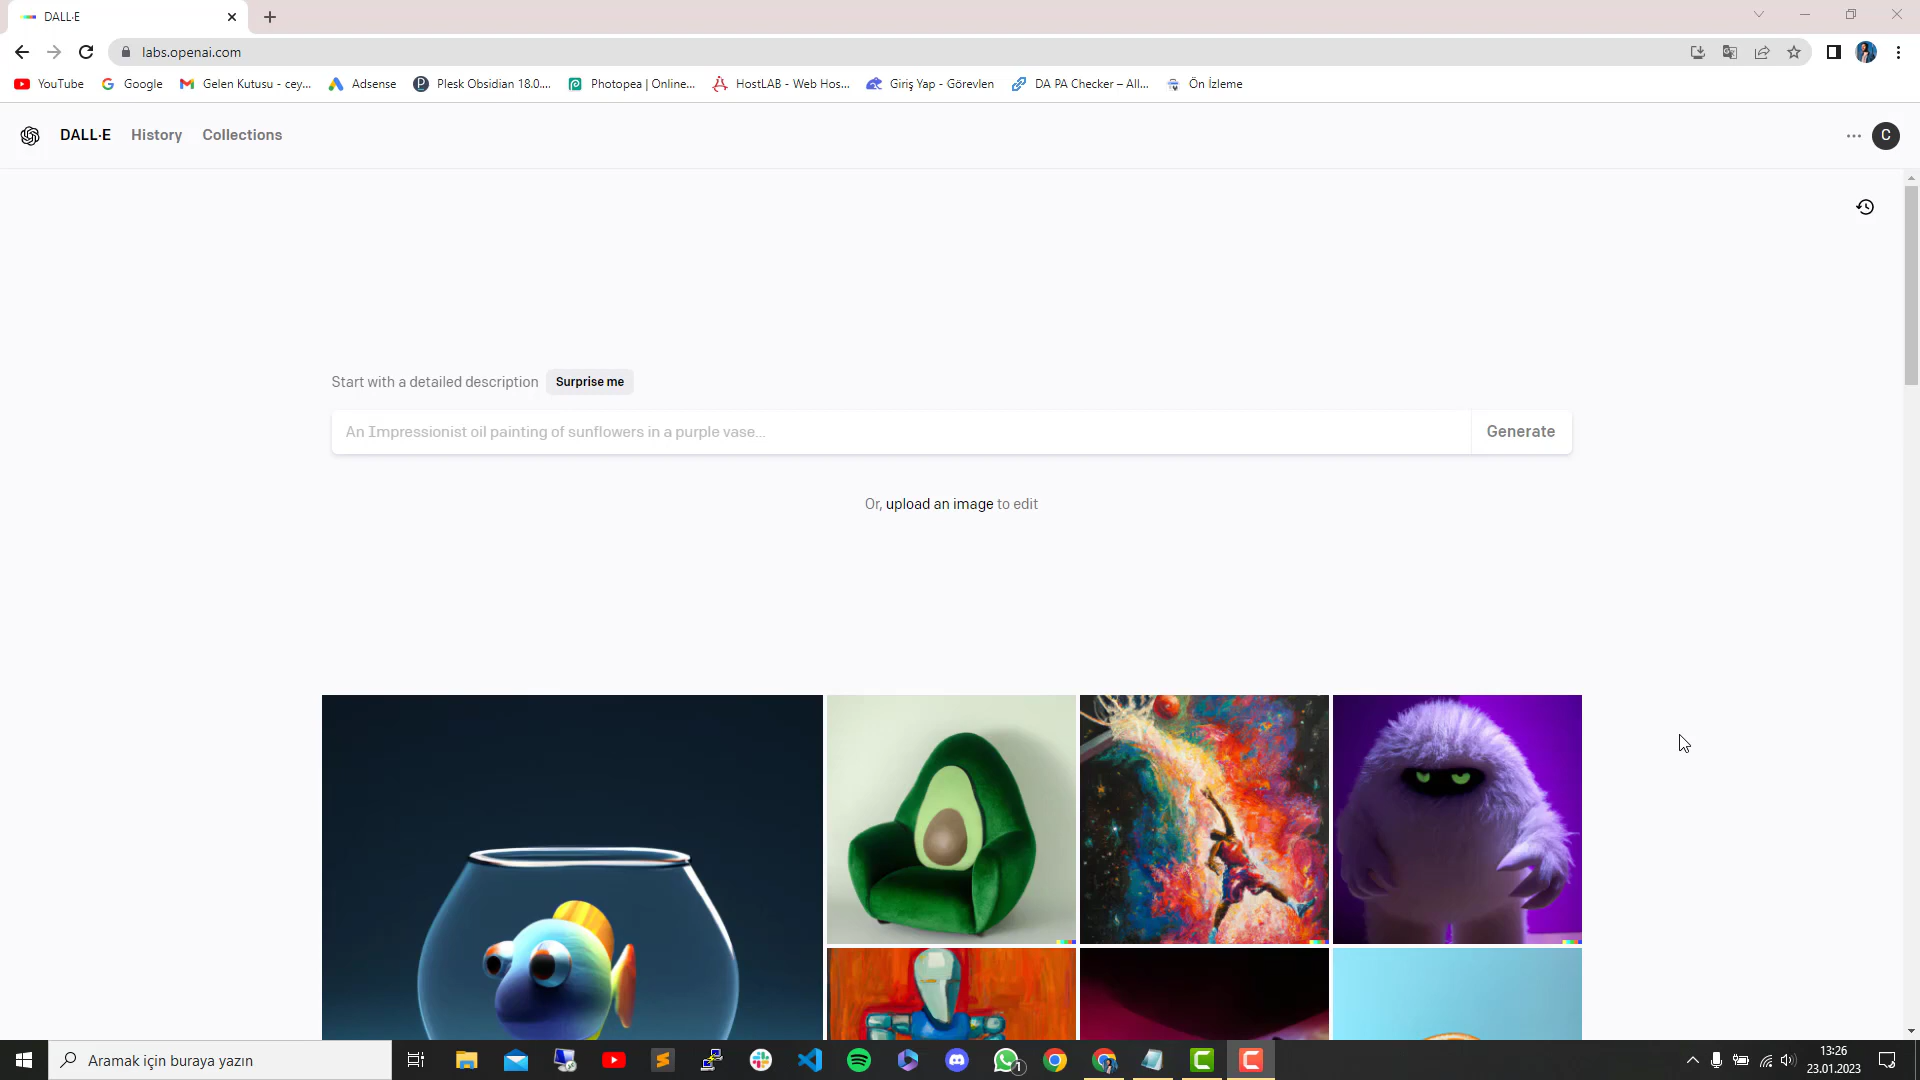 DALL·E
labs.openai.com
YouTube
Google
Gelen Kutusu - cey...
Adsense
Plesk Obsidian 18.0....
Photopea | Online...
HostLAB - Web Hos...
Giriş Yap - Görevlen
DA PA Checker – All...
Ön İzleme
DALL·E
History
Collections
C
Start with a detailed description
Surprise me
An Impressionist oil painting of sunflowers in a purple vase...
Generate
Or, upload an image to edit
Aramak için buraya yazın
1
13:26
23.01.2023